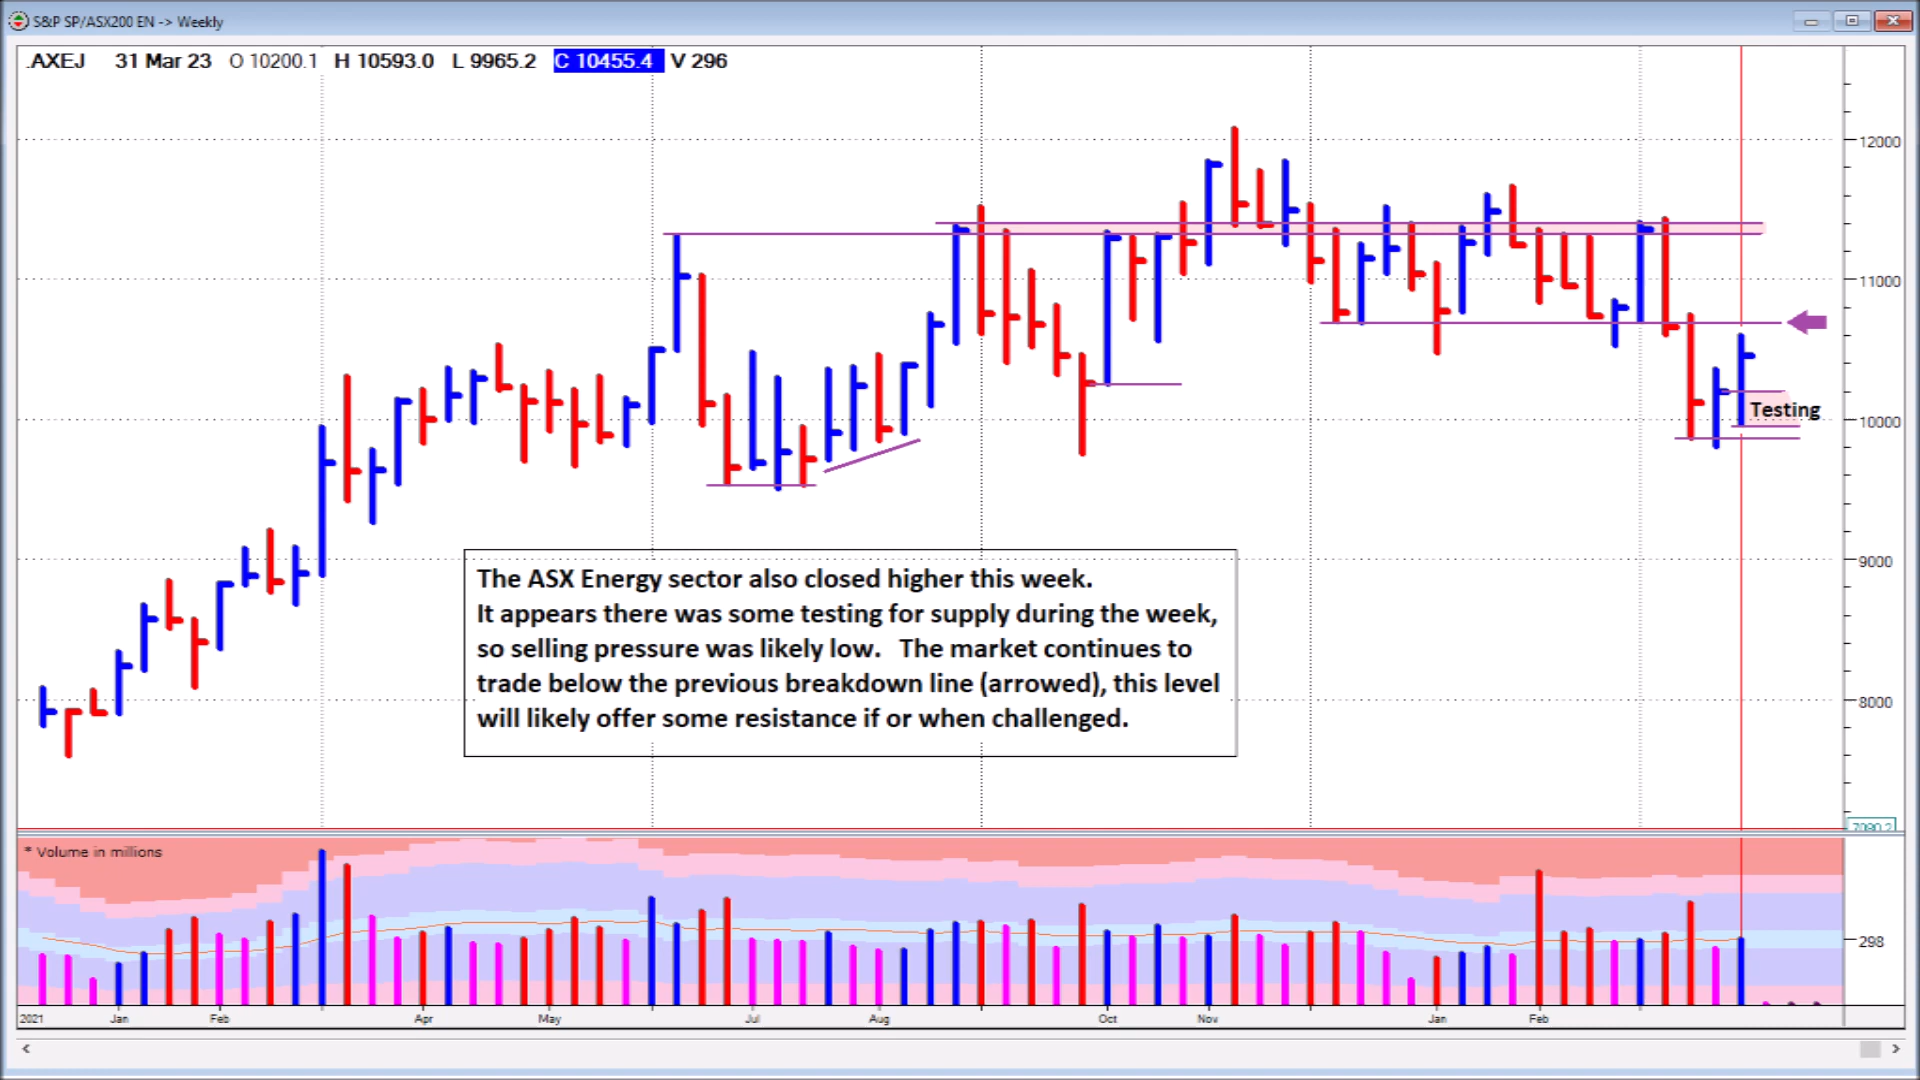 S&P SP/ASX200 EN -> Weekly
.AXEJ 31 Mar 23 O 10200.1 H 10593.0 L 9965.2 C 10455.4 V 296
12000
11000
10000
9000
8000
Testing
The ASX Energy sector also closed higher this week.
It appears there was some testing for supply during the week,
so selling pressure was likely low. The market continues to
trade below the previous breakdown line (arrowed), this level
will likely offer some resistance if or when challenged.
* Volume in millions
298
2021 Jan Feb Apr May Jul Aug Oct Nov Jan Feb